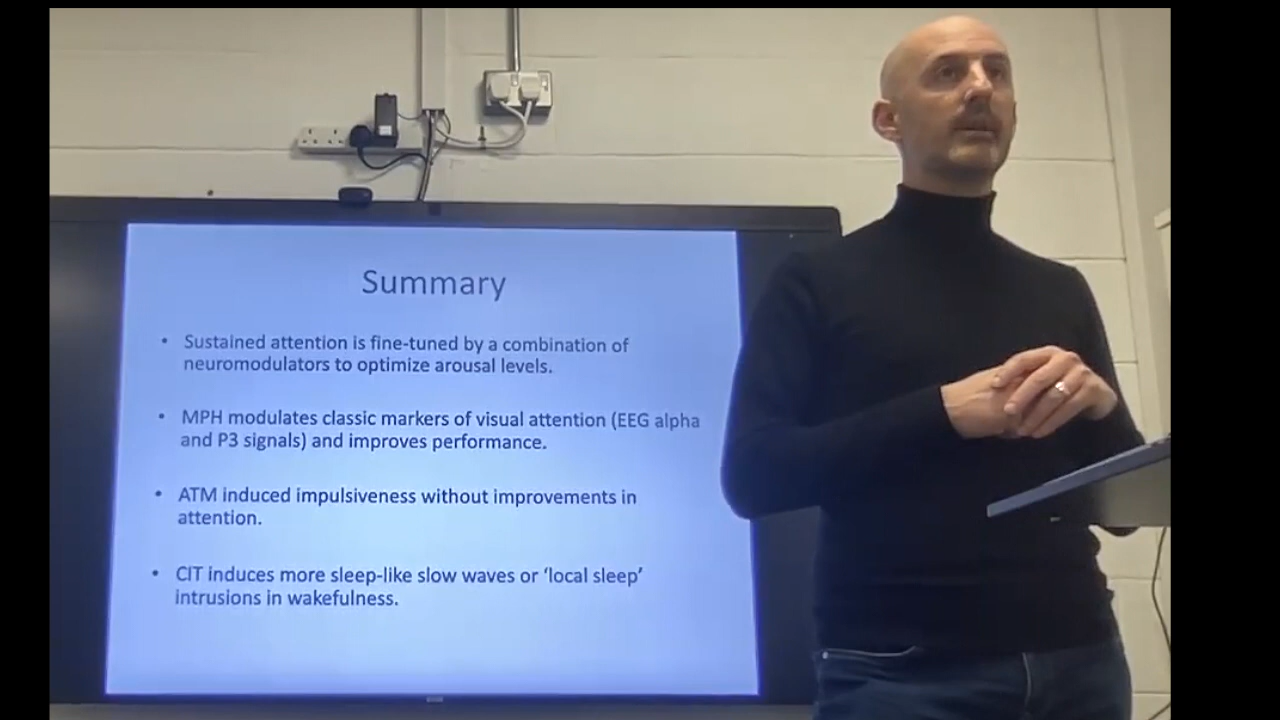 Summary
• Sustained attention is fine-tuned by a combination of
neuromodulators to optimize arousal levels.
• MPH modulates classic markers of visual attention (EEG alpha
and P3 signals) and improves performance.
• ATM induced impulsiveness without improvements in
attention.
• CIT induces more sleep-like slow waves or ‘local sleep’
intrusions in wakefulness.